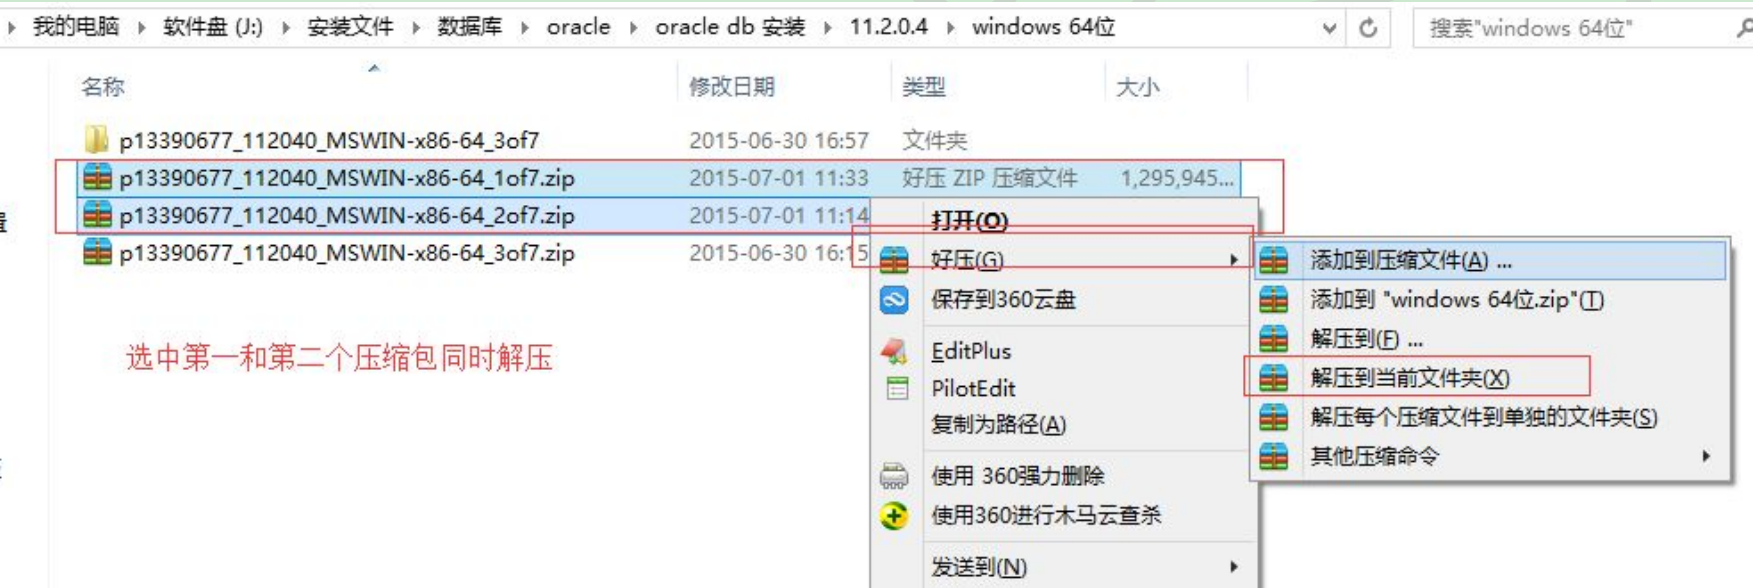 我的电脑 软件盘 (J:) 安装文件 数据库 oracle oracle db 安装 11.2.0.4 windows 64位 搜索"windows 64位"
名称 修改日期 类型 大小
p13390677_112040_MSWIN-x86-64_3of7 2015-06-30 16:57 文件夹
p13390677_112040_MSWIN-x86-64_1of7.zip 2015-07-01 11:33 好压 ZIP 压缩文件 1,295,945...
p13390677_112040_MSWIN-x86-64_2of7.zip 2015-07-01 11:14
p13390677_112040_MSWIN-x86-64_3of7.zip 2015-06-30 16:15
选中第一和第二个压缩包同时解压
打开(O)
好压(G)
保存到360云盘
EditPlus
PilotEdit
复制为路径(A)
使用 360强力删除
使用360进行木马云查杀
发送到(N)
添加到压缩文件(A) ...
添加到 "windows 64位.zip"(T)
解压到(F) ...
解压到当前文件夹(X)
解压每个压缩文件到单独的文件夹(S)
其他压缩命令